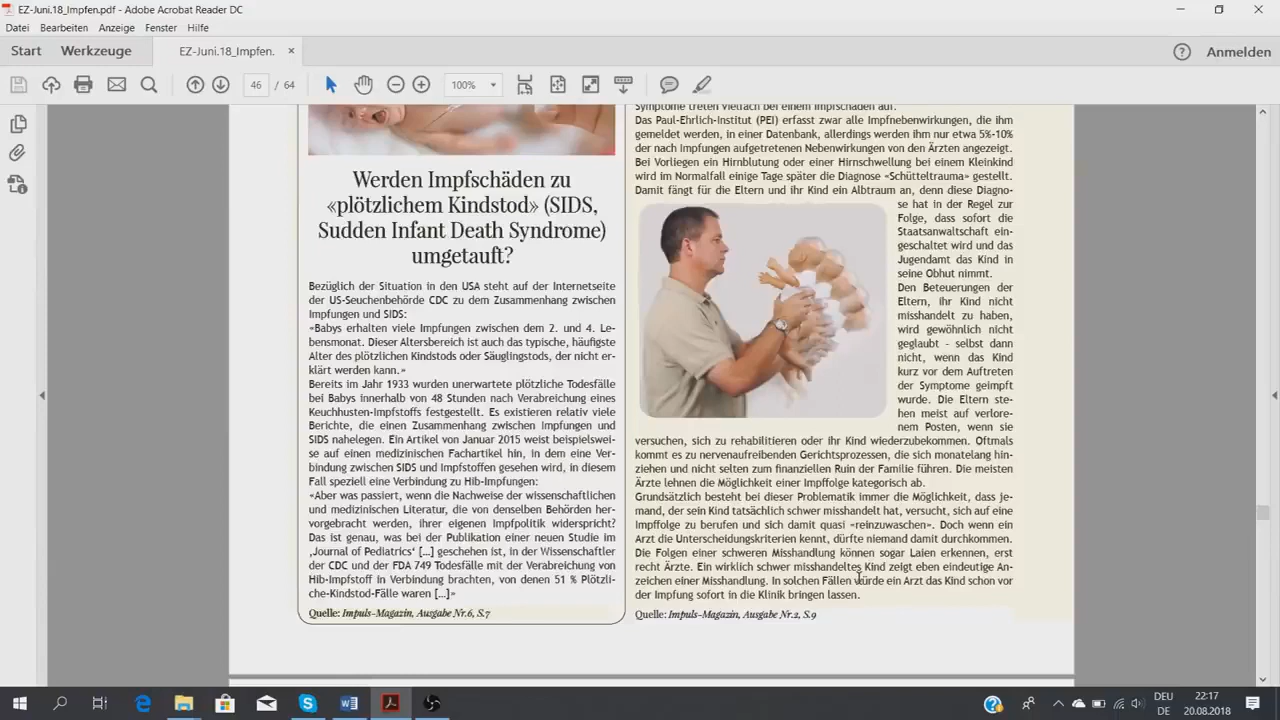 EZ-Juni.18_Impfen.pdf - Adobe Acrobat Reader DC
Datei Bearbeiten Anzeige Fenster Hilfe
Start Werkzeuge EZ-Juni.18_Impfen. × Anmelden
46 / 64 100%
Werden Impfschäden zu
«plötzlichem Kindstod» (SIDS,
Sudden Infant Death Syndrome)
umgetauft?
Bezüglich der Situation in den USA steht auf der Internetseite
der US-Seuchenbehörde CDC zu dem Zusammenhang zwischen
Impfungen und SIDS:
«Babys erhalten viele Impfungen zwischen dem 2. und 4. Le-
bensmonat. Dieser Altersbereich ist auch das typische, häufigste
Alter des plötzlichen Kindstods oder Säuglingstods, der nicht er-
klärt werden kann.»
Bereits im Jahr 1933 wurden unerwartete plötzliche Todesfälle
bei Babys innerhalb von 48 Stunden nach Verabreichung eines
Keuchhusten-Impfstoffs festgestellt. Es existieren relativ viele
Berichte, die einen Zusammenhang zwischen Impfungen und
SIDS nahelegen. Ein Artikel von Januar 2015 weist beispielswei-
se auf einen medizinischen Fachartikel hin, in dem eine Ver-
bindung zwischen SIDS und Impfstoffen gesehen wird, in diesem
Fall speziell eine Verbindung zu Hib-Impfungen:
«Aber was passiert, wenn die Nachweise der wissenschaftlichen
und medizinischen Literatur, die von denselben Behörden her-
vorgebracht werden, ihrer eigenen Impfpolitik widerspricht?
Das ist genau, was bei der Publikation einer neuen Studie im
‚Journal of Pediatrics' [...] geschehen ist, in der Wissenschaftler
der CDC und der FDA 749 Todesfälle mit der Verabreichung von
Hib-Impfstoff in Verbindung brachten, von denen 51 % Plötzli-
che-Kindstod-Fälle waren [...]»
Quelle: Impuls-Magazin, Ausgabe Nr.6, S.7
Symptome treten vielfach bei einem Impfschaden auf.
Das Paul-Ehrlich-Institut (PEI) erfasst zwar alle Impfnebenwirkungen, die ihm
gemeldet werden, in einer Datenbank, allerdings werden ihm nur etwa 5%-10%
der nach Impfungen aufgetretenen Nebenwirkungen von den Ärzten angezeigt.
Bei Vorliegen ein Hirnblutung oder einer Hirnschwellung bei einem Kleinkind
wird im Normalfall einige Tage später die Diagnose «Schütteltrauma» gestellt.
Damit fängt für die Eltern und ihr Kind ein Albtraum an, denn diese Diagno-
se hat in der Regel zur
Folge, dass sofort die
Staatsanwaltschaft ein-
geschaltet wird und das
Jugendamt das Kind in
seine Obhut nimmt.
Den Beteuerungen der
Eltern, ihr Kind nicht
misshandelt zu haben,
wird gewöhnlich nicht
geglaubt – selbst dann
nicht, wenn das Kind
kurz vor dem Auftreten
der Symptome geimpft
wurde. Die Eltern ste-
hen meist auf verlore-
nem Posten, wenn sie
versuchen, sich zu rehabilitieren oder ihr Kind wiederzubekommen. Oftmals
kommt es zu nervenaufreibenden Gerichtsprozessen, die sich monatelang hin-
ziehen und nicht selten zum finanziellen Ruin der Familie führen. Die meisten
Ärzte lehnen die Möglichkeit einer Impffolge kategorisch ab.
Grundsätzlich besteht bei dieser Problematik immer die Möglichkeit, dass je-
mand, der sein Kind tatsächlich schwer misshandelt hat, versucht, sich auf eine
Impffolge zu berufen und sich damit quasi «reinzuwaschen». Doch wenn ein
Arzt die Unterscheidungskriterien kennt, dürfte niemand damit durchkommen.
Die Folgen einer schweren Misshandlung können sogar Laien erkennen, erst
recht Ärzte. Ein wirklich schwer misshandeltes Kind zeigt eben eindeutige An-
zeichen einer Misshandlung. In solchen Fällen würde ein Arzt das Kind schon vor
der Impfung sofort in die Klinik bringen lassen.
Quelle: Impuls-Magazin, Ausgabe Nr.2, S.9
DEU 22:17
DE 20.08.2018